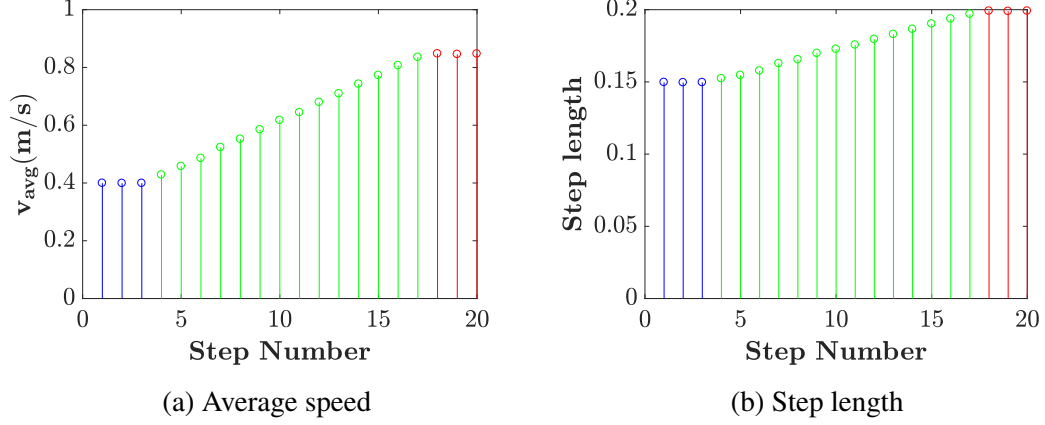 1
0.8
0.6
0.4
0.2
0
v_avg(m/s)
0 5 10 15 20
Step Number
(a) Average speed
0.2
0.15
0.1
0.05
0
Step length
0 5 10 15 20
Step Number
(b) Step length